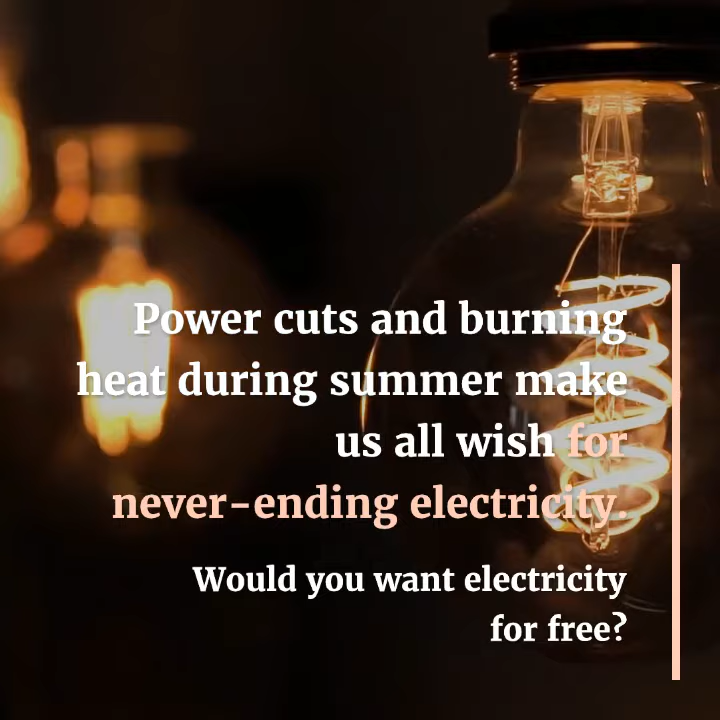 Power cuts and burning
heat during summer make
us all wish for
never-ending electricity.
Would you want electricity
for free?